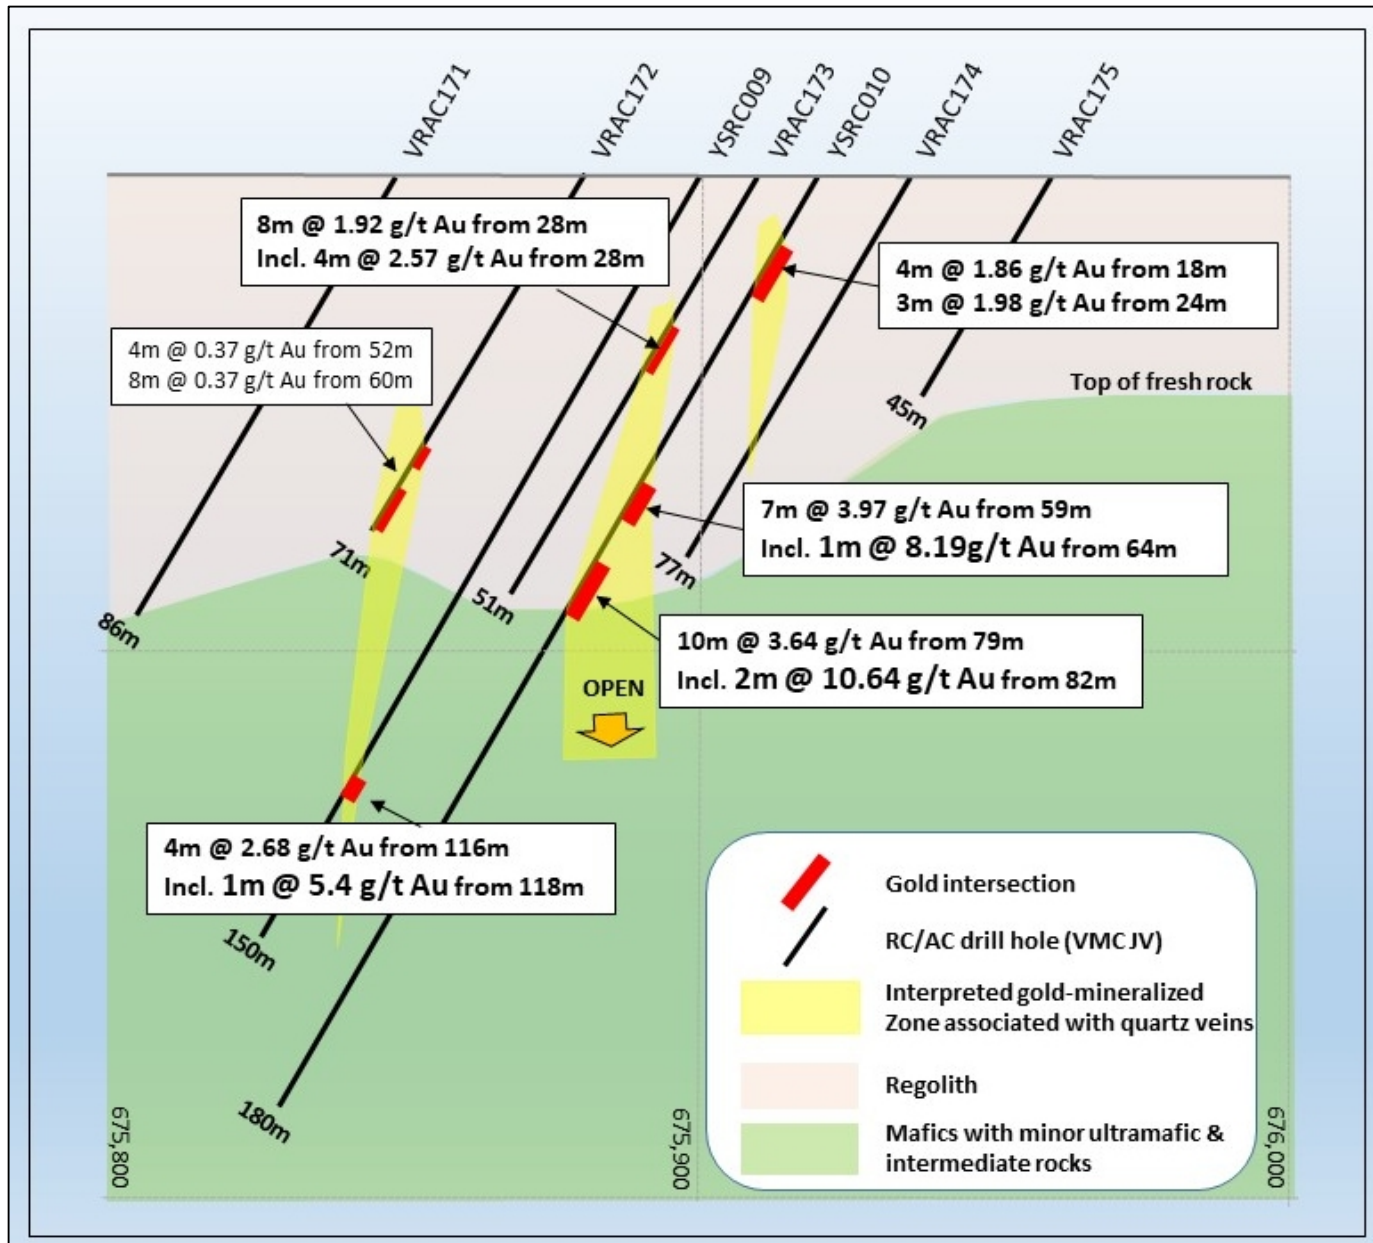 VRAC171
VRAC172
YSRC009
VRAC173
YSRC010
VRAC174
VRAC175
8m @ 1.92 g/t Au from 28m
Incl. 4m @ 2.57 g/t Au from 28m
4m @ 1.86 g/t Au from 18m
3m @ 1.98 g/t Au from 24m
4m @ 0.37 g/t Au from 52m
8m @ 0.37 g/t Au from 60m
Top of fresh rock
45m
7m @ 3.97 g/t Au from 59m
Incl. 1m @ 8.19g/t Au from 64m
71m
77m
51m
86m
10m @ 3.64 g/t Au from 79m
Incl. 2m @ 10.64 g/t Au from 82m
OPEN
4m @ 2.68 g/t Au from 116m
Incl. 1m @ 5.4 g/t Au from 118m
150m
180m
Gold intersection
RC/AC drill hole (VMC JV)
Interpreted gold-mineralized
Zone associated with quartz veins
Regolith
Mafics with minor ultramafic &
intermediate rocks
675,800
675,900
676,000